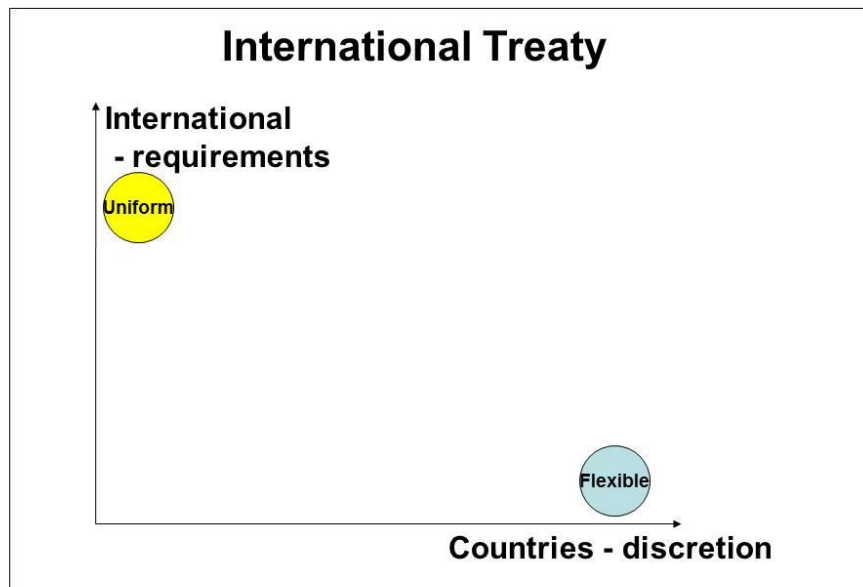 International Treaty
International
- requirements
Uniform
Flexible
Countries - discretion